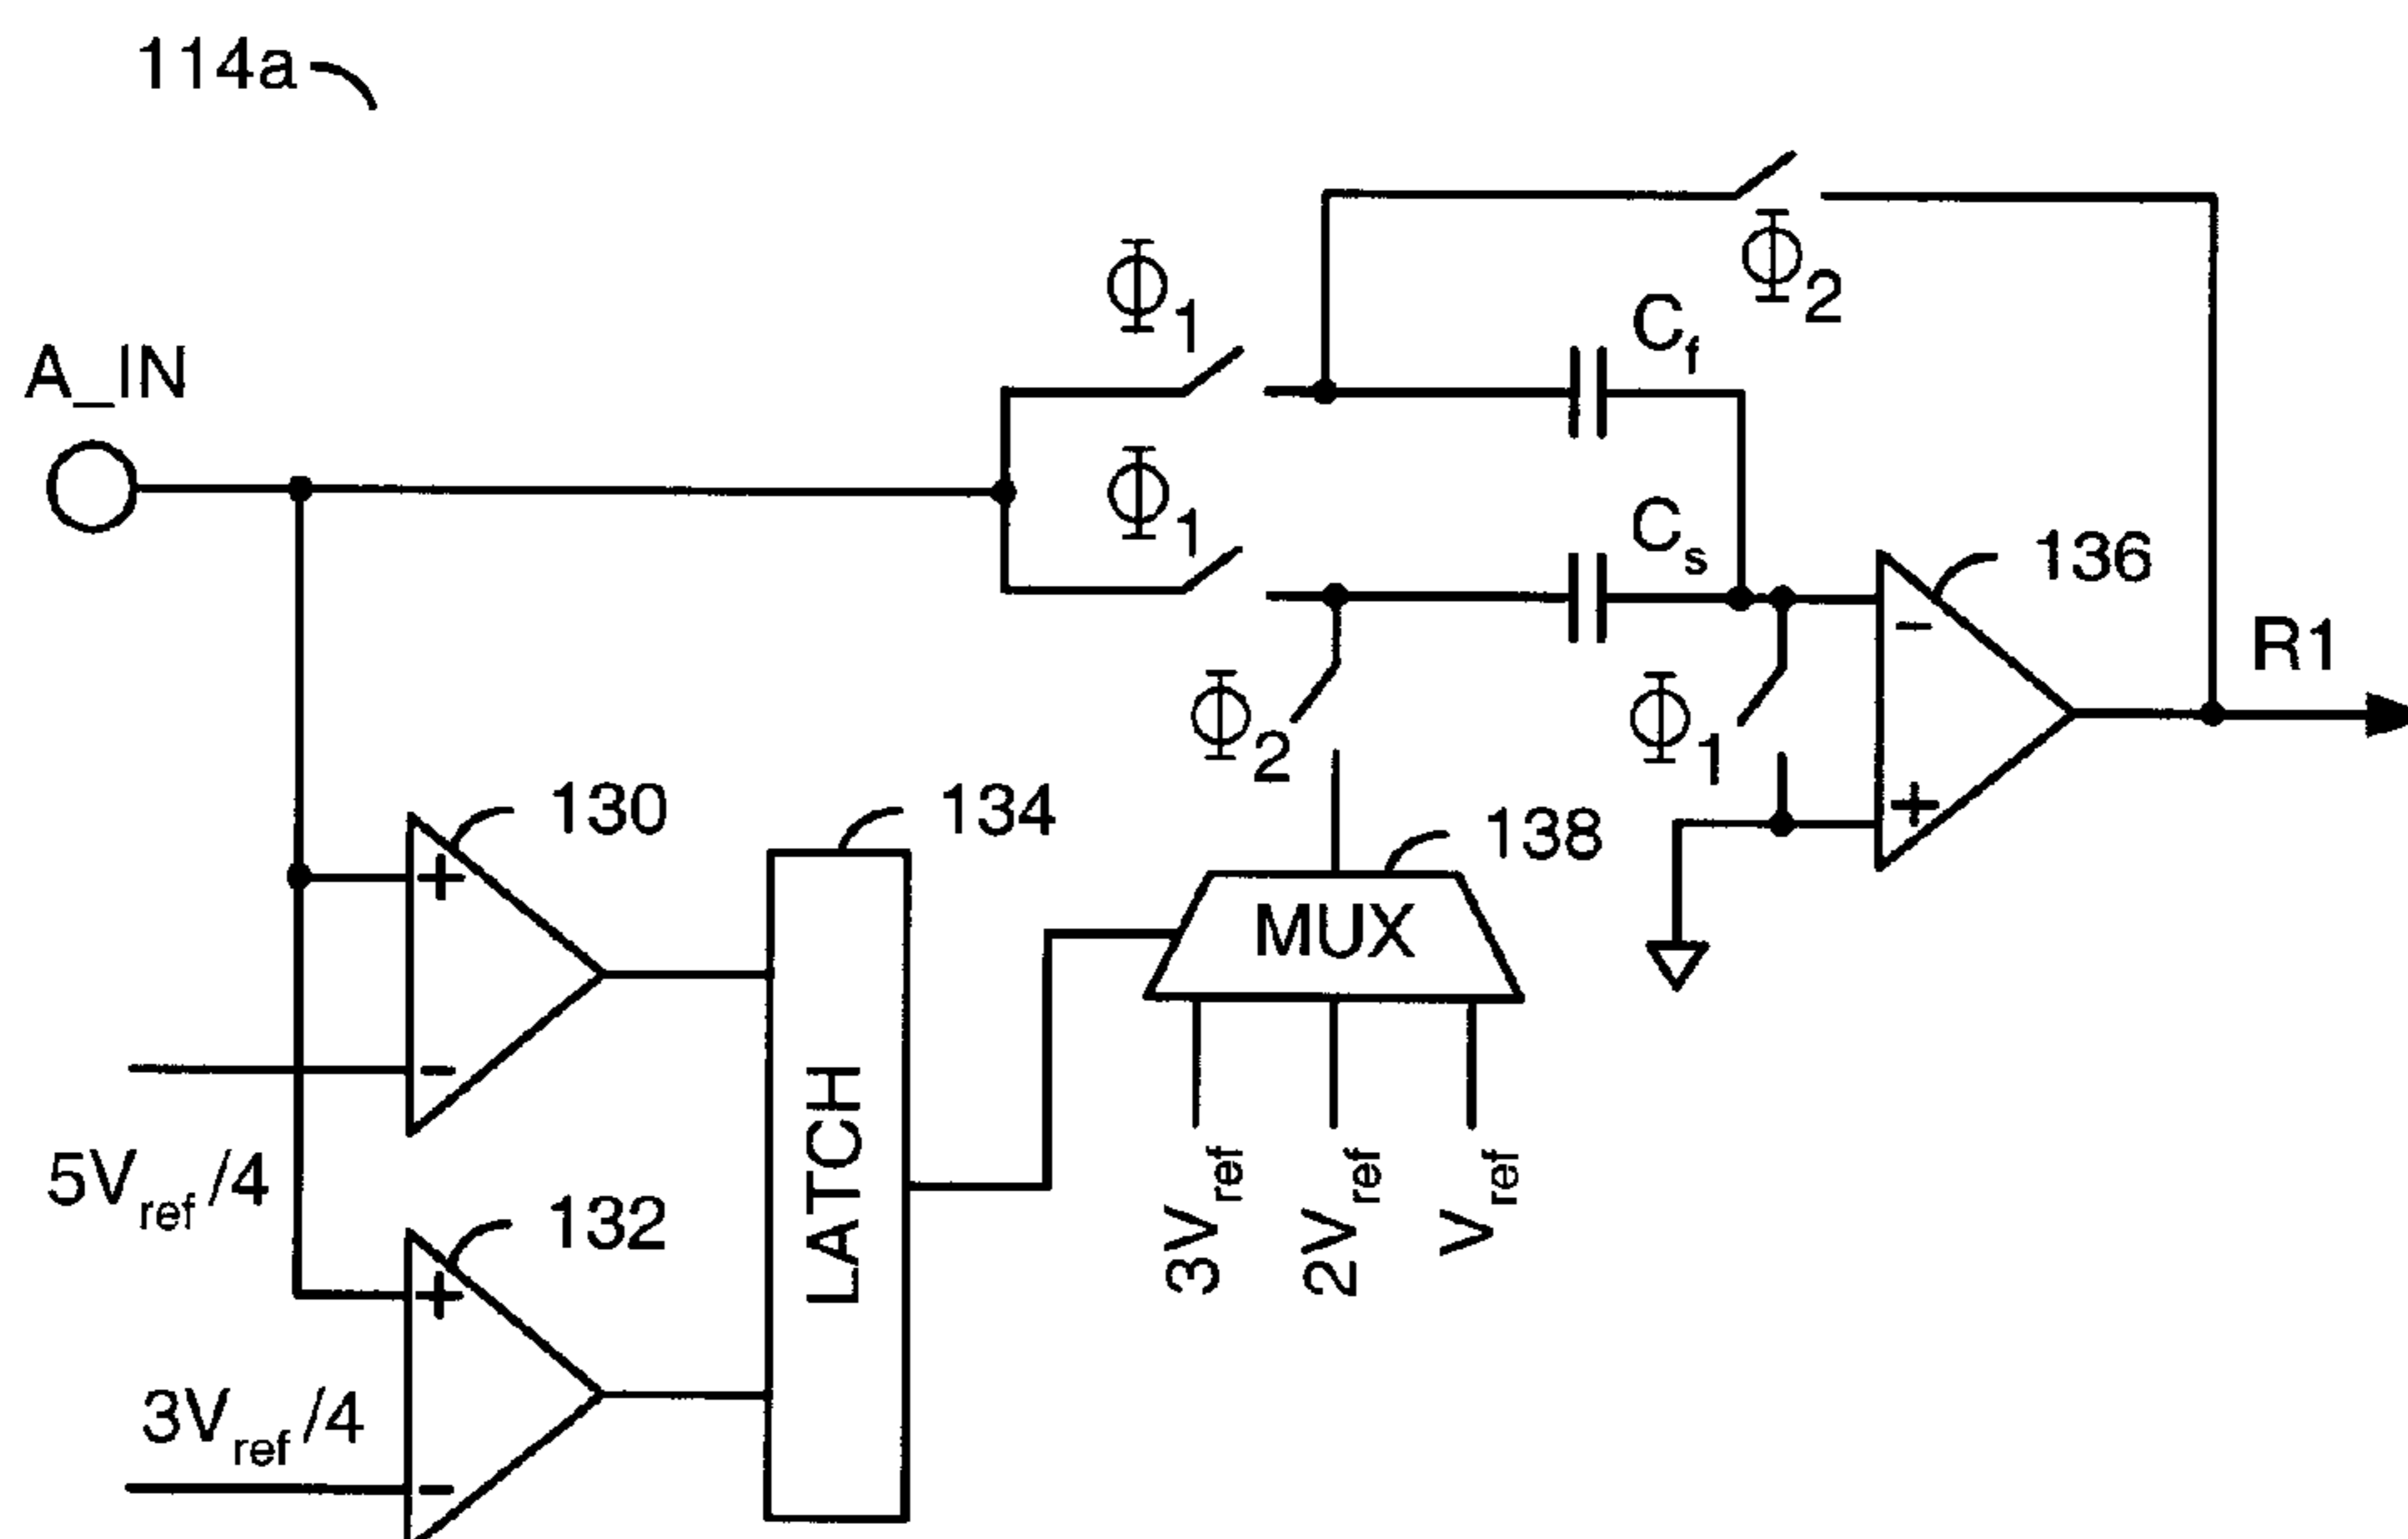 114a
Φ2
Φ1
Cf
A_IN
Φ1
Cs
136
R1
Φ2
Φ1
-
+
130
134
138
+
-
MUX
5Vref/4
132
LATCH
3Vref
2Vref
Vref
+
3Vref/4
-